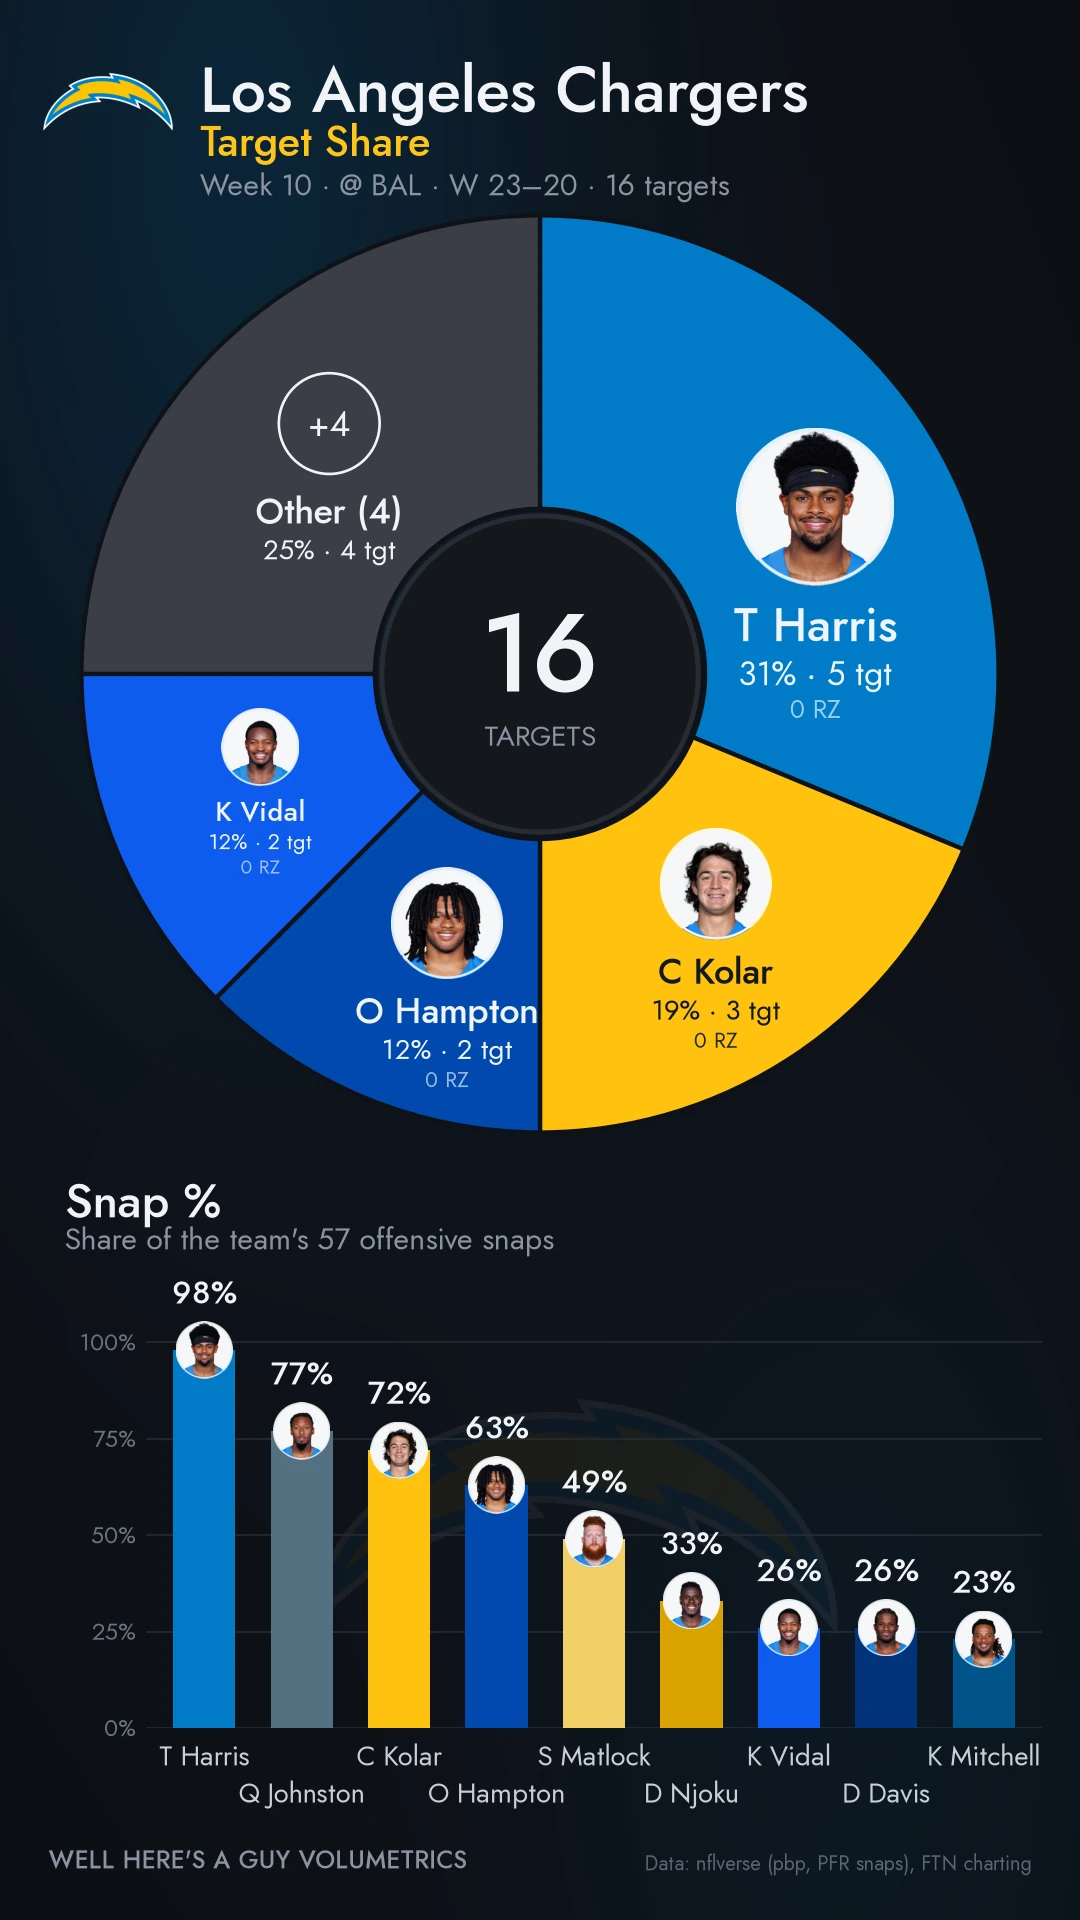 Los Angeles Chargers
Target Share
Week 10 · @ BAL · W 23–20 · 16 targets
+4
Other (4)
25% · 4 tgt
T Harris
31% · 5 tgt
0 RZ
16
TARGETS
K Vidal
12% · 2 tgt
0 RZ
O Hampton
12% · 2 tgt
0 RZ
C Kolar
19% · 3 tgt
0 RZ
Snap %
Share of the team's 57 offensive snaps
98%
77%
72%
63%
49%
33%
26%
26%
23%
100%
75%
50%
25%
0%
T Harris
Q Johnston
C Kolar
O Hampton
S Matlock
D Njoku
K Vidal
D Davis
K Mitchell
WELL HERE'S A GUY VOLUMETRICS
Data: nflverse (pbp, PFR snaps), FTN charting